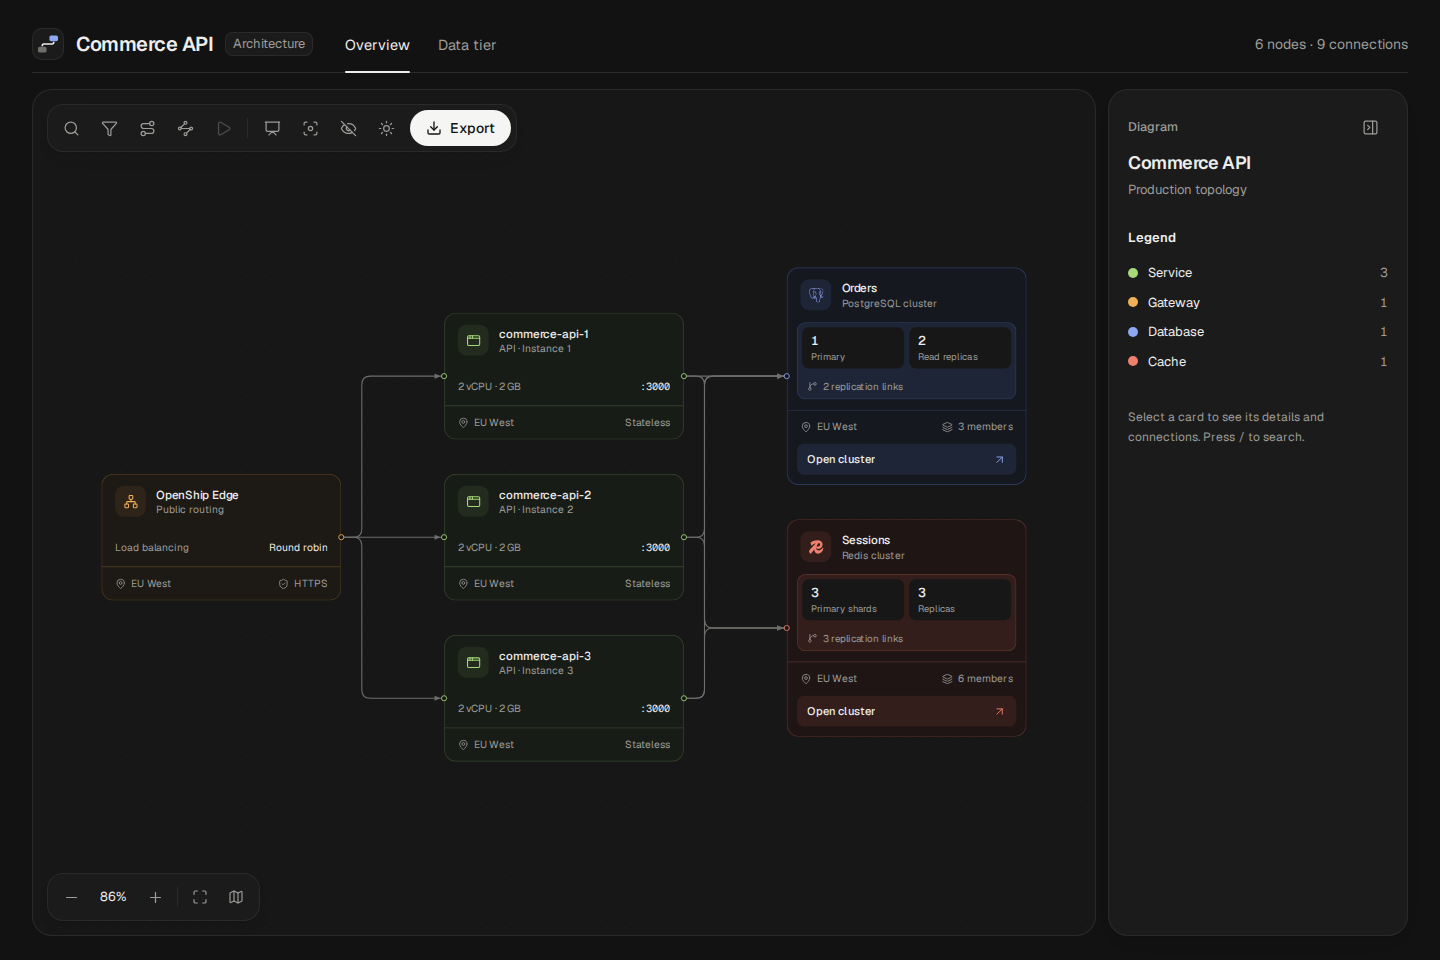 Commerce API
Architecture
Overview
Data tier
6 nodes · 9 connections
Export
Diagram
Commerce API
Production topology
Legend
Service 3
Gateway 1
Database 1
Cache 1
Select a card to see its details and
connections. Press / to search.
OpenShip Edge
Public routing
Load balancing Round robin
EU West HTTPS
commerce-api-1
API · Instance 1
2 vCPU · 2 GB :3000
EU West Stateless
commerce-api-2
API · Instance 2
2 vCPU · 2 GB :3000
EU West Stateless
commerce-api-3
API · Instance 3
2 vCPU · 2 GB :3000
EU West Stateless
Orders
PostgreSQL cluster
1 2
Primary Read replicas
2 replication links
EU West 3 members
Open cluster
Sessions
Redis cluster
3 3
Primary shards Replicas
3 replication links
EU West 6 members
Open cluster
86%